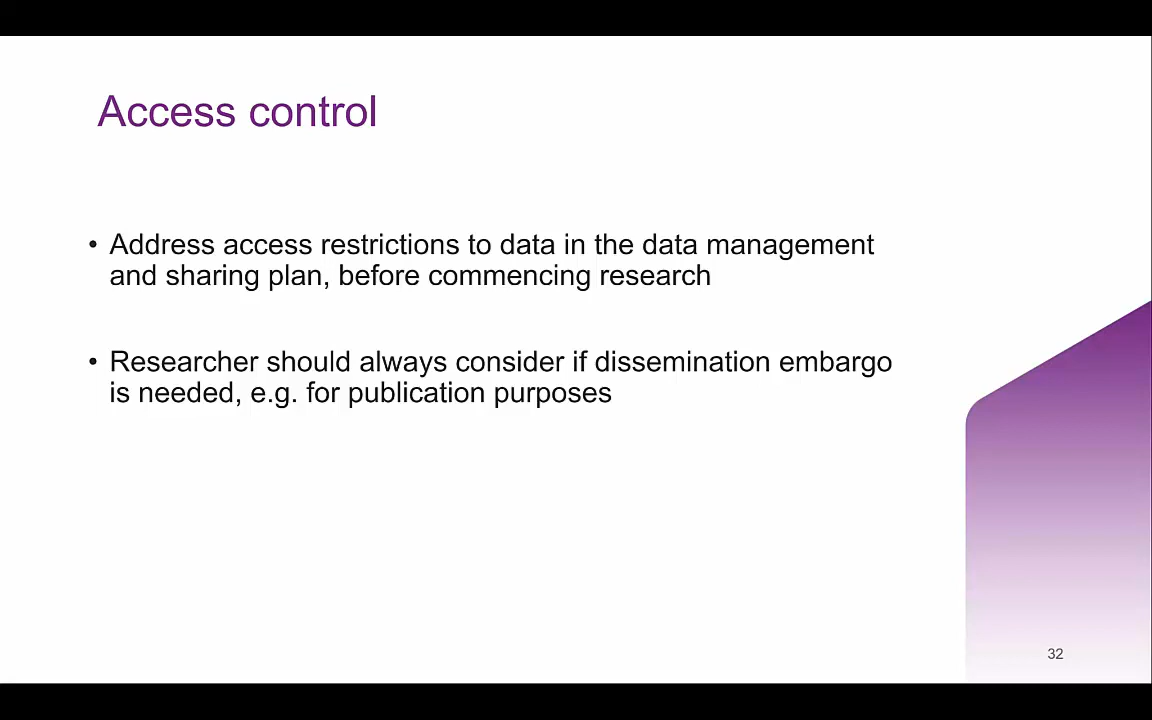 Access control
• Address access restrictions to data in the data management
and sharing plan, before commencing research
• Researcher should always consider if dissemination embargo
is needed, e.g. for publication purposes
32